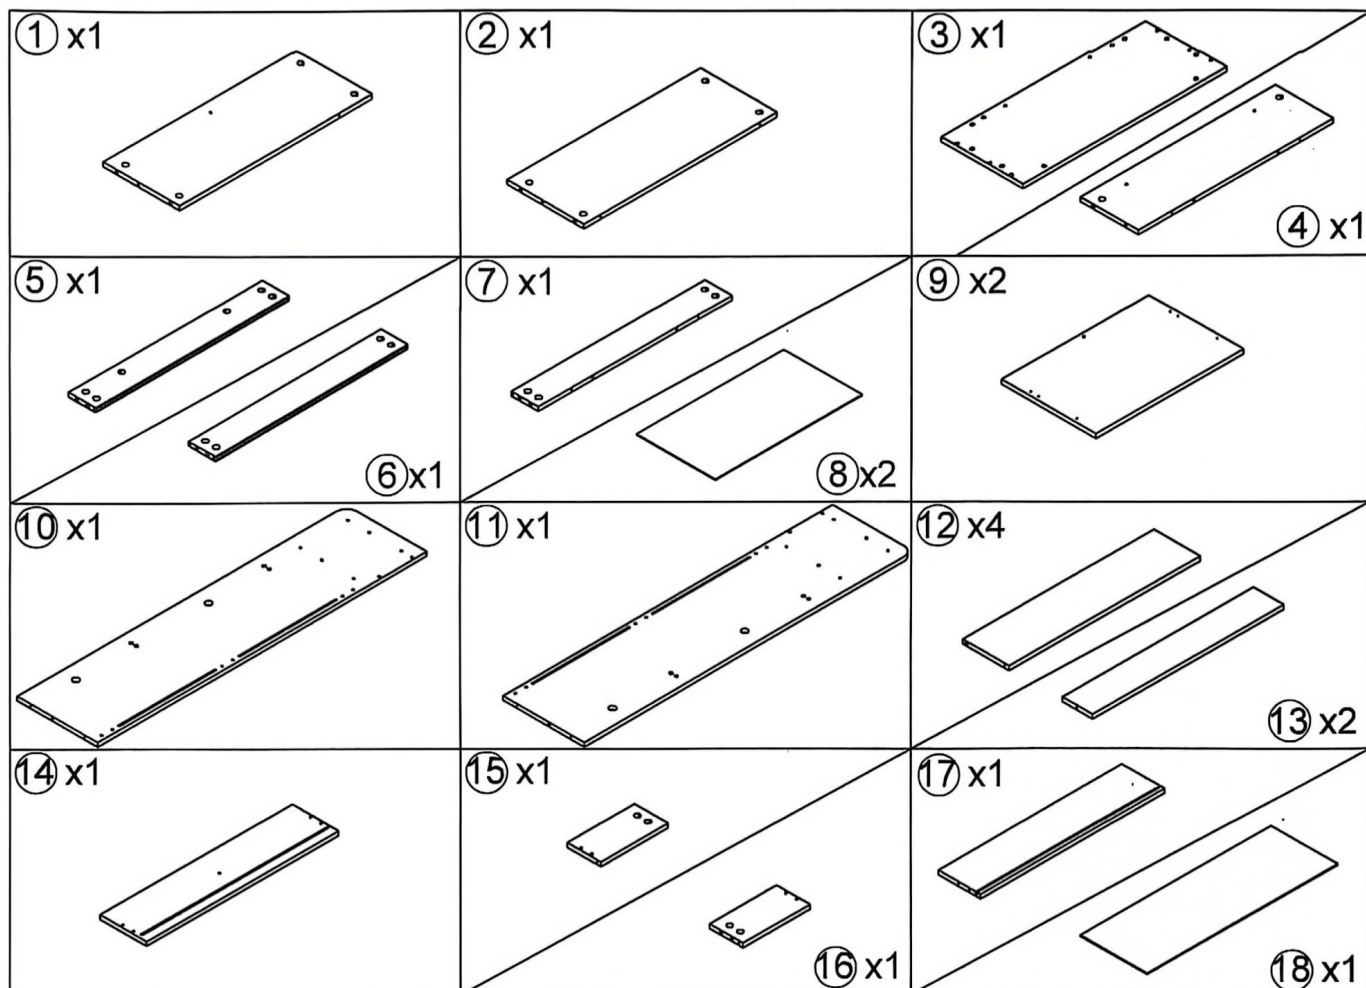 ① x1
② x1
③ x1
④ x1
⑤ x1
⑥x1
⑦ x1
⑧x2
⑨ x2
⑩ x1
⑪ x1
⑫ x4
⑬ x2
⑭ x1
⑮ x1
⑯ x1
⑰ x1
⑱ x1